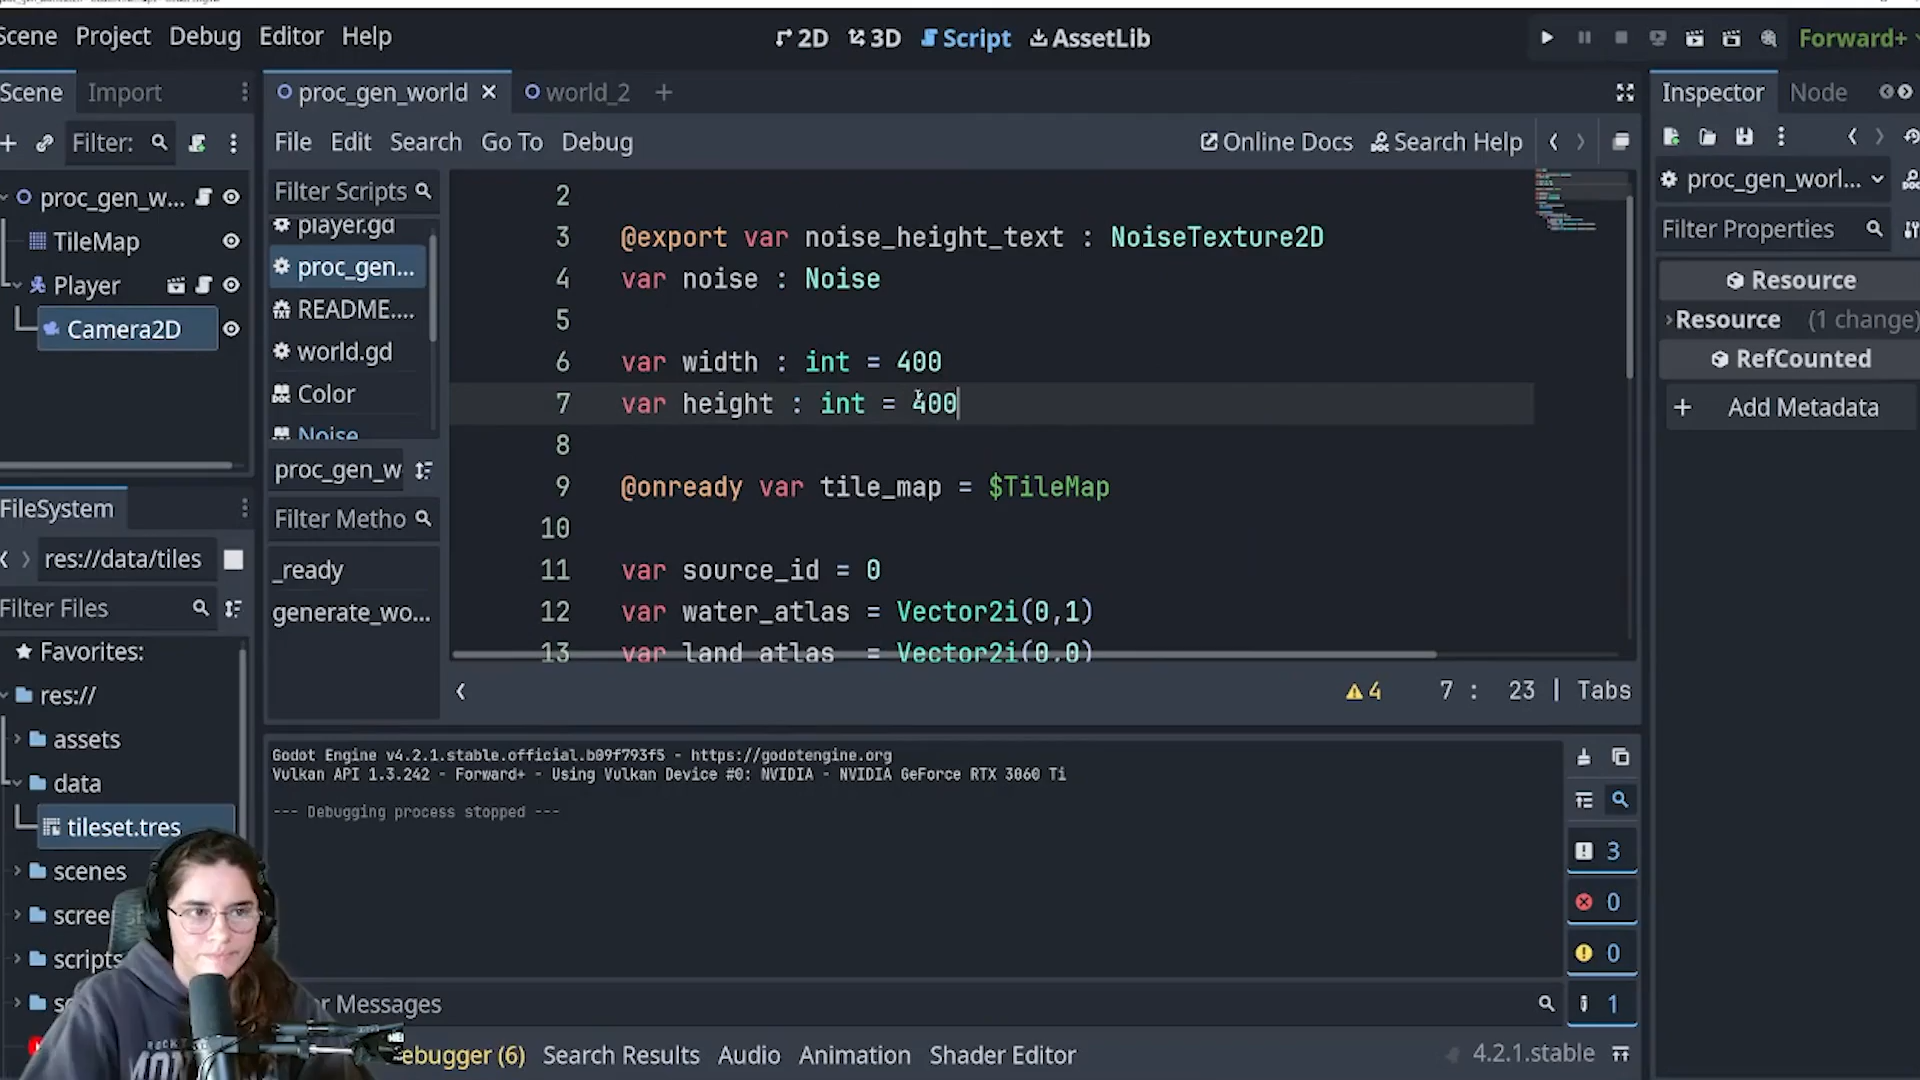 Scene Project Debug Editor Help
2D 3D Script AssetLib
Forward+
Scene Import
Filter:
proc_gen_w...
TileMap
Player
Camera2D
FileSystem
res://data/tiles
Filter Files
Favorites:
res://
assets
data
tileset.tres
scenes
scree
scripts
proc_gen_world world_2
File Edit Search Go To Debug
Online Docs Search Help
Filter Scripts
player.gd
proc_gen...
README....
world.gd
Color
Noise
proc_gen_w
Filter Metho
_ready
generate_wo...
2
3 @export var noise_height_text : NoiseTexture2D
4 var noise : Noise
5
6 var width : int = 400
7 var height : int = 400
8
9 @onready var tile_map = $TileMap
10
11 var source_id = 0
12 var water_atlas = Vector2i(0,1)
13 var land_atlas = Vector2i(0,0)
4 7 : 23 | Tabs
Godot Engine v4.2.1.stable.official.b09f793f5 - https://godotengine.org
Vulkan API 1.3.242 - Forward+ - Using Vulkan Device #0: NVIDIA - NVIDIA GeForce RTX 3060 Ti
--- Debugging process stopped ---
3
0
0
1
r Messages
ebugger (6) Search Results Audio Animation Shader Editor
4.2.1.stable
Inspector Node
proc_gen_worl...
Filter Properties
Resource
Resource (1 change)
RefCounted
Add Metadata